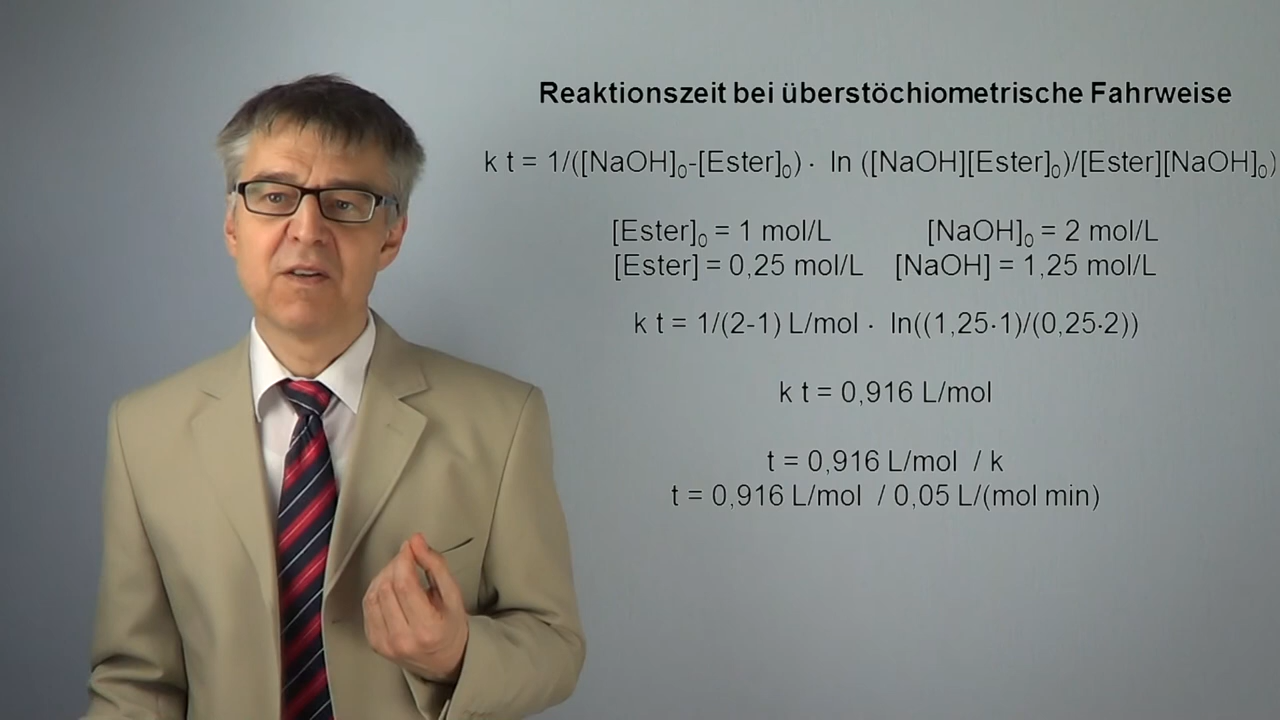 Reaktionszeit bei überstöchiometrische Fahrweise
k t = 1/([NaOH]₀-[Ester]₀) · ln ([NaOH][Ester]₀)/[Ester][NaOH]₀)
[Ester]₀ = 1 mol/L [NaOH]₀ = 2 mol/L
[Ester] = 0,25 mol/L [NaOH] = 1,25 mol/L
k t = 1/(2-1) L/mol · ln((1,25·1)/(0,25·2))
k t = 0,916 L/mol
t = 0,916 L/mol / k
t = 0,916 L/mol / 0,05 L/(mol min)